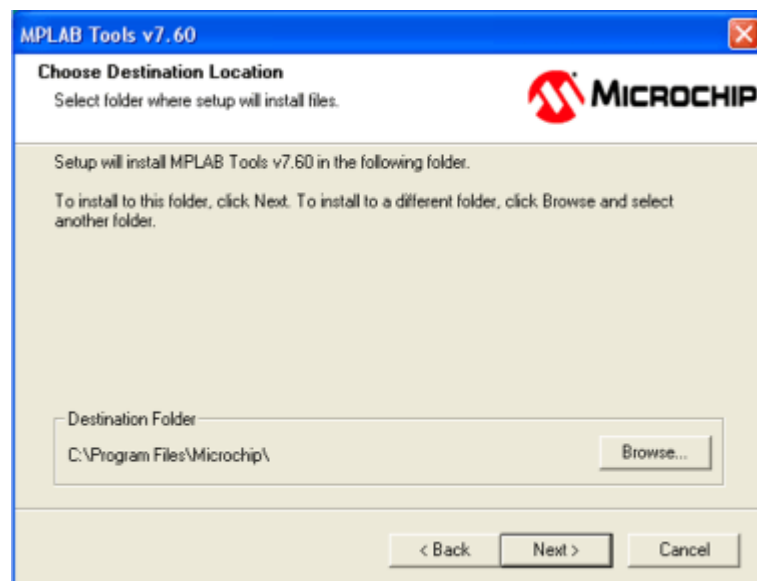 MPLAB Tools v7.60
Choose Destination Location
Select folder where setup will install files.
MICROCHIP
Setup will install MPLAB Tools v7.60 in the following folder.
To install to this folder, click Next. To install to a different folder, click Browse and select
another folder.
Destination Folder
C:\Program Files\Microchip\
Browse...
< Back
Next >
Cancel